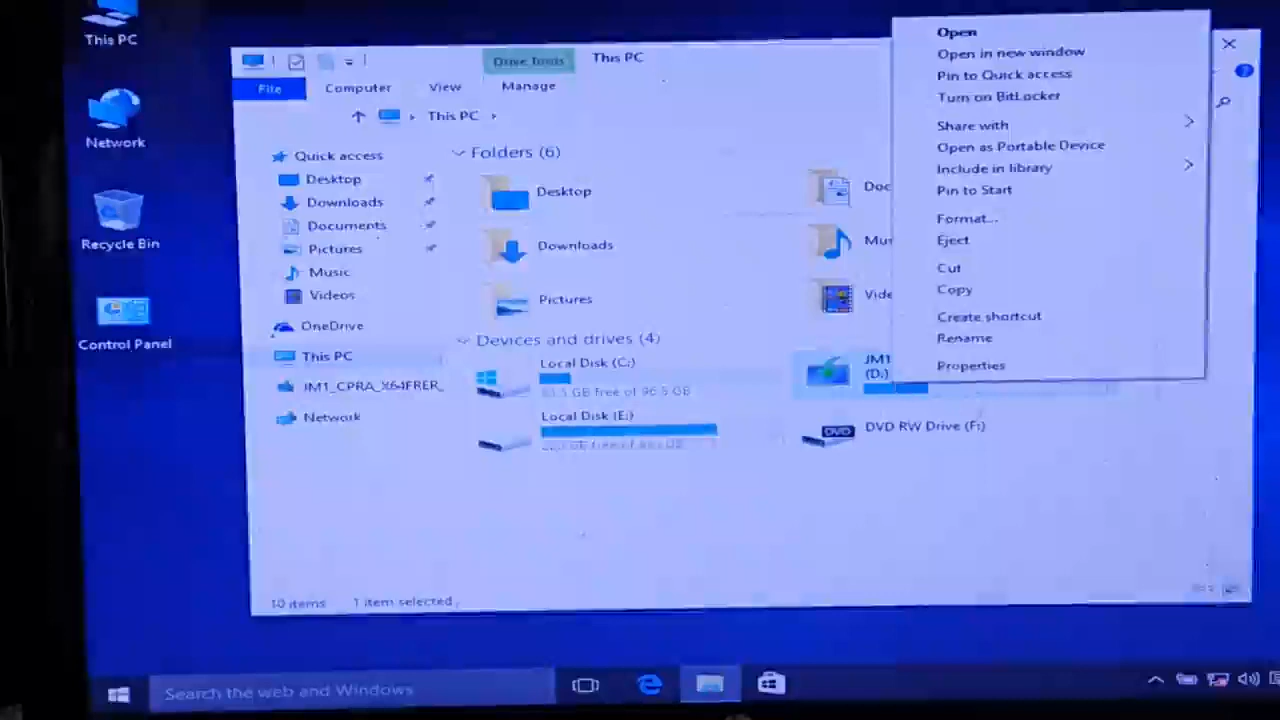 This PC
Network
Recycle Bin
Control Panel
Drive Tools
This PC
File
Computer
View
Manage
This PC
Quick access
Desktop
Downloads
Documents
Pictures
Music
Videos
OneDrive
This PC
JM1_CPRA_X64FRER_
Network
Folders (6)
Desktop
Downloads
Pictures
Doc
Mu
Vide
Devices and drives (4)
Local Disk (C:)
GB free of 96.5 GB
Local Disk (E:)
JM1
(D:)
DVD RW Drive (F:)
10 items
1 item selected
Open
Open in new window
Pin to Quick access
Turn on BitLocker
Share with
Open as Portable Device
Include in library
Pin to Start
Format...
Eject
Cut
Copy
Create shortcut
Rename
Properties
Search the web and Windows